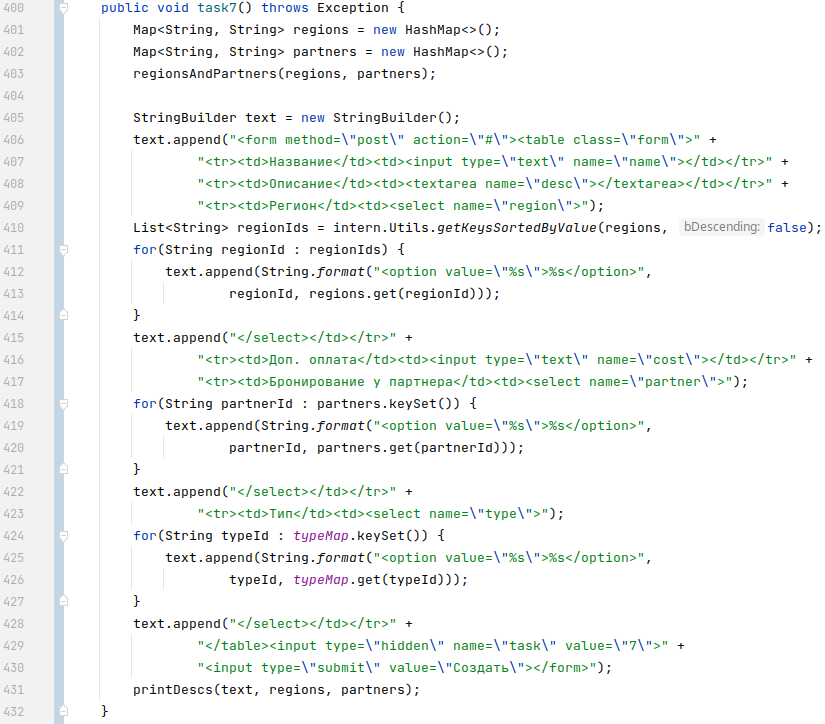 400 public void task7() throws Exception {
401 Map<String, String> regions = new HashMap<>();
402 Map<String, String> partners = new HashMap<>();
403 regionsAndPartners(regions, partners);
404
405 StringBuilder text = new StringBuilder();
406 text.append("<form method=\"post\" action=\"#\"><table class=\"form\">" +
407 "<tr><td>Название</td><td><input type=\"text\" name=\"name\"></td></tr>" +
408 "<tr><td>Описание</td><td><textarea name=\"desc\"></textarea></td></tr>" +
409 "<tr><td>Регион</td><td><select name=\"region\">");
410 List<String> regionIds = intern.Utils.getKeysSortedByValue(regions, bDescending: false);
411 for(String regionId : regionIds) {
412 text.append(String.format("<option value=\"%s\">%s</option>",
413 regionId, regions.get(regionId)));
414 }
415 text.append("</select></td></tr>" +
416 "<tr><td>Доп. оплата</td><td><input type=\"text\" name=\"cost\"></td></tr>" +
417 "<tr><td>Бронирование у партнера</td><td><select name=\"partner\">");
418 for(String partnerId : partners.keySet()) {
419 text.append(String.format("<option value=\"%s\">%s</option>",
420 partnerId, partners.get(partnerId)));
421 }
422 text.append("</select></td></tr>" +
423 "<tr><td>Тип</td><td><select name=\"type\">");
424 for(String typeId : typeMap.keySet()) {
425 text.append(String.format("<option value=\"%s\">%s</option>",
426 typeId, typeMap.get(typeId)));
427 }
428 text.append("</select></td></tr>" +
429 "</table><input type=\"hidden\" name=\"task\" value=\"7\">" +
430 "<input type=\"submit\" value=\"Создать\"></form>");
431 printDescs(text, regions, partners);
432 }